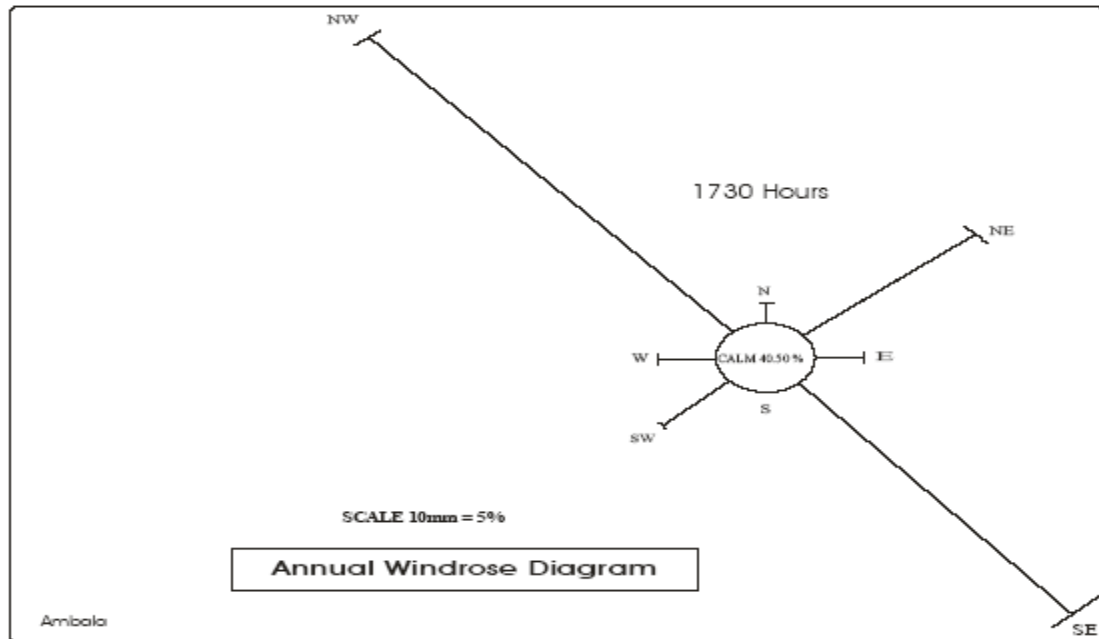 NW
1730 Hours
NE
N
W
CALM 40.50%
E
S
SW
SCALE 10mm = 5%
Annual Windrose Diagram
Ambala
SE